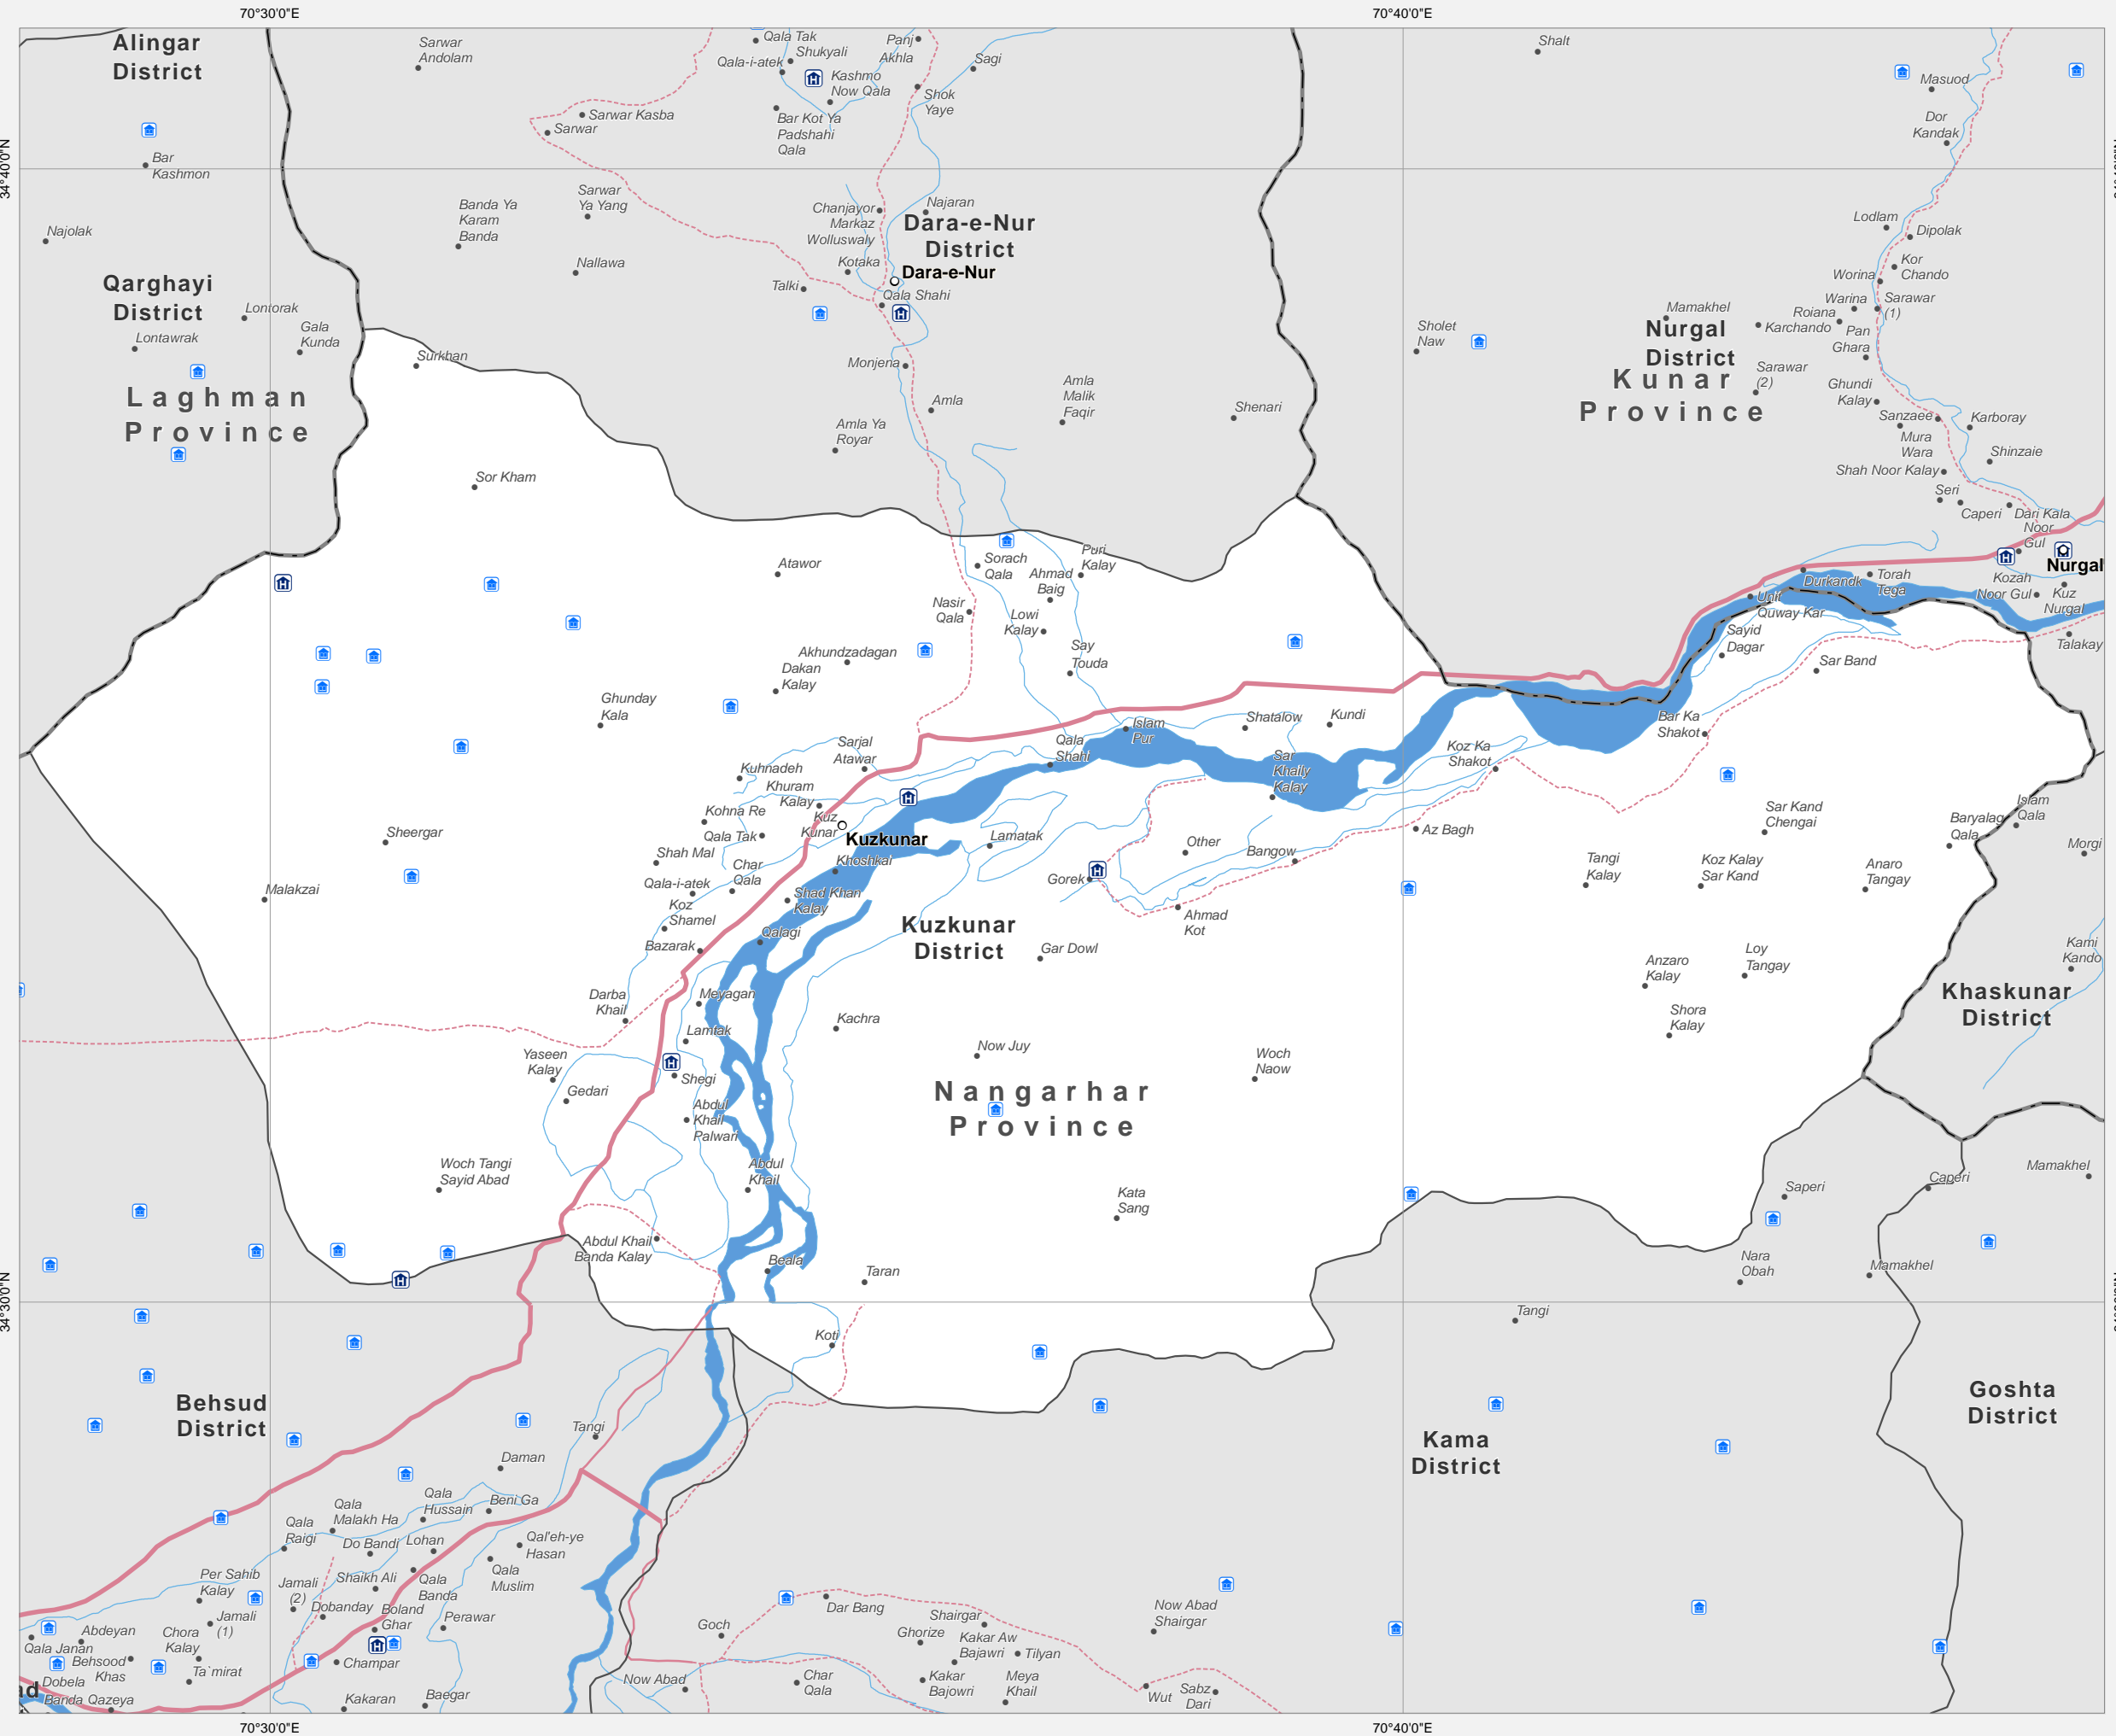 70°30'0"E
70°40'0"E
Alingar
District
Sarwar
Andolam
Qala Tak
Shukyali
Qala-i-atek
Kashmo
Now Qala
Panj
Akhla
Sagi
Shok
Yaye
Shalt
Masuod
Dor
Kandak
Sarwar Kasba
Sarwar
Bar Kot Ya
Padshahi
Qala
34°40'0"N
Bar
Kashmon
Najolak
Banda Ya
Karam
Banda
Sarwar
Ya Yang
Nallawa
Chanjayor
Markaz
Wolluswaly
Najaran
Dara-e-Nur
District
Kotaka
Dara-e-Nur
Talki
Qala Shahi
Lodlam
Dipolak
Kor
Chando
Worina
Warina
Sarawar
(1)
Roiana
Mamakhel
Karchando
Pan
Ghara
Nurgal
District
Sholet
Naw
Sarawar
(2)
Ghundi
Kalay
Kunar
Province
Sanzaee
Karboray
Mura
Wara
Shinzaie
Shah Noor Kalay
Seri
Caperi
Dari Kala
Noor
Gul
Qarghayi
District
Lontorak
Lontawrak
Gala
Kunda
Laghman
Province
Surkhan
Monjena
Amla
Amla
Malik
Faqir
Shenari
Amla Ya
Royar
Sor Kham
Nurgal
Kozah
Noor Gul
Kuz
Nurgal
Talakay
Durkandk
Torah
Tega
Unit
Quway Kar
Sayid
Dagar
Sar Band
Atawor
Sorach
Qala
Puri
Kalay
Ahmad
Baig
Nasir
Qala
Lowi
Kalay
Say
Touda
Akhundzadagan
Dakan
Kalay
Ghunday
Kala
Islam
Pur
Shatalow
Kundi
Bar Ka
Shakot
Koz Ka
Shakot
Sarjal
Atawar
Qala
Shahi
Sar
Khaily
Kalay
Kuhnadeh
Khuram
Kalay
Kohna Re
Kuz
Kunar
Kuzkunar
Qala Tak
Shah Mal
Char
Qala
Khoshkal
Lamatak
Other
Bangow
Az Bagh
Sar Kand
Chengai
Islam
Qala
Baryalag
Qala
Morgi
Sheergar
Malakzai
Qala-i-atek
Shad Khan
Kalay
Koz
Shamel
Bazarak
Qalagi
Gorek
Ahmad
Kot
Tangi
Kalay
Koz Kalay
Sar Kand
Anaro
Tangay
Kuzkunar
District
Gar Dowl
Loy
Tangay
Anzaro
Kalay
Kami
Kando
Khaskunar
District
Darba
Khail
Meyagan
Kachra
Lamtak
Shora
Kalay
Now Juy
Woch
Naow
Yaseen
Kalay
Shegi
Gedari
Nangarhar
Province
Abdul
Khail
Palwari
Woch Tangi
Sayid Abad
Abdul
Khail
Kata
Sang
Saperi
Caperi
Mamakhel
Abdul Khail
Banda Kalay
Beala
Taran
Nara
Obah
Mamakhel
34°30'0"N
Koti
Tangi
Behsud
District
Tangi
Daman
Kama
District
Goshta
District
Qala
Malakh Ha
Qala
Hussain
Beni Ga
Qala
Raigi
Do Bandi
Lohan
Qal'eh-ye
Hasan
Per Sahib
Kalay
Jamali
(2)
Shaikh Ali
Qala
Banda
Qala
Muslim
Dobanday
Boland
Ghar
Perawar
Jamali
(1)
Abdeyan
Chora
Kalay
Qala Janan
Behsood
Khas
Ta`mirat
Champar
Dobela
Banda Qazeya
ad
Kakaran
Baegar
Goch
Dar Bang
Shairgar
Ghorize
Kakar Aw
Bajawri
Tilyan
Now Abad
Shairgar
Now Abad
Char
Qala
Kakar
Bajowri
Meya
Khail
Wut
Sabz
Dari
70°30'0"E
70°40'0"E